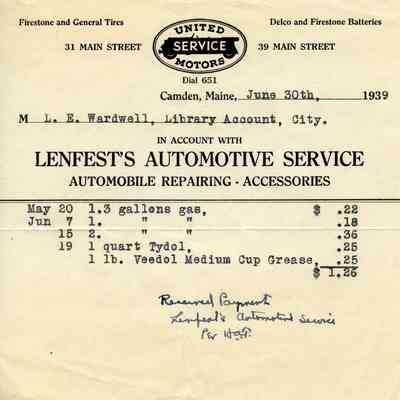 Firestone and General Tires
Delco and Firestone Batteries
UNITED
SERVICE
MOTORS
31 MAIN STREET
39 MAIN STREET
Dial 651
Camden, Maine, June 30th, 1939
M L. E. Wardwell, Library Account, City.
IN ACCOUNT WITH
LENFEST'S AUTOMOTIVE SERVICE
AUTOMOBILE REPAIRING - ACCESSORIES
May 20 1.3 gallons gas, $ .22
Jun 7 1. " " .18
15 2. " " .36
19 1 quart Tydol, .25
1 lb. Veedol Medium Cup Grease, .25
$ 1.26
Received Payment
Lenfest's Automotive Service
Per